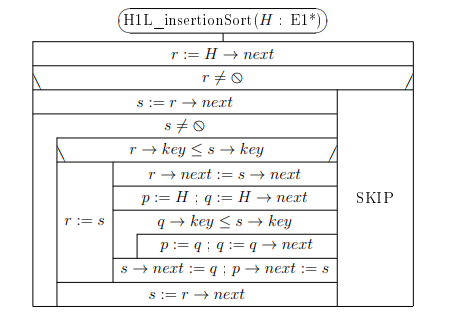 H1L_insertionSort(H : E1*)
r := H → next
r ≠ ⦸
s := r → next
s ≠ ⦸
r → key ≤ s → key
r := s
r → next := s → next
p := H ; q := H → next
q → key ≤ s → key
p := q ; q := q → next
s → next := q ; p → next := s
s := r → next
SKIP